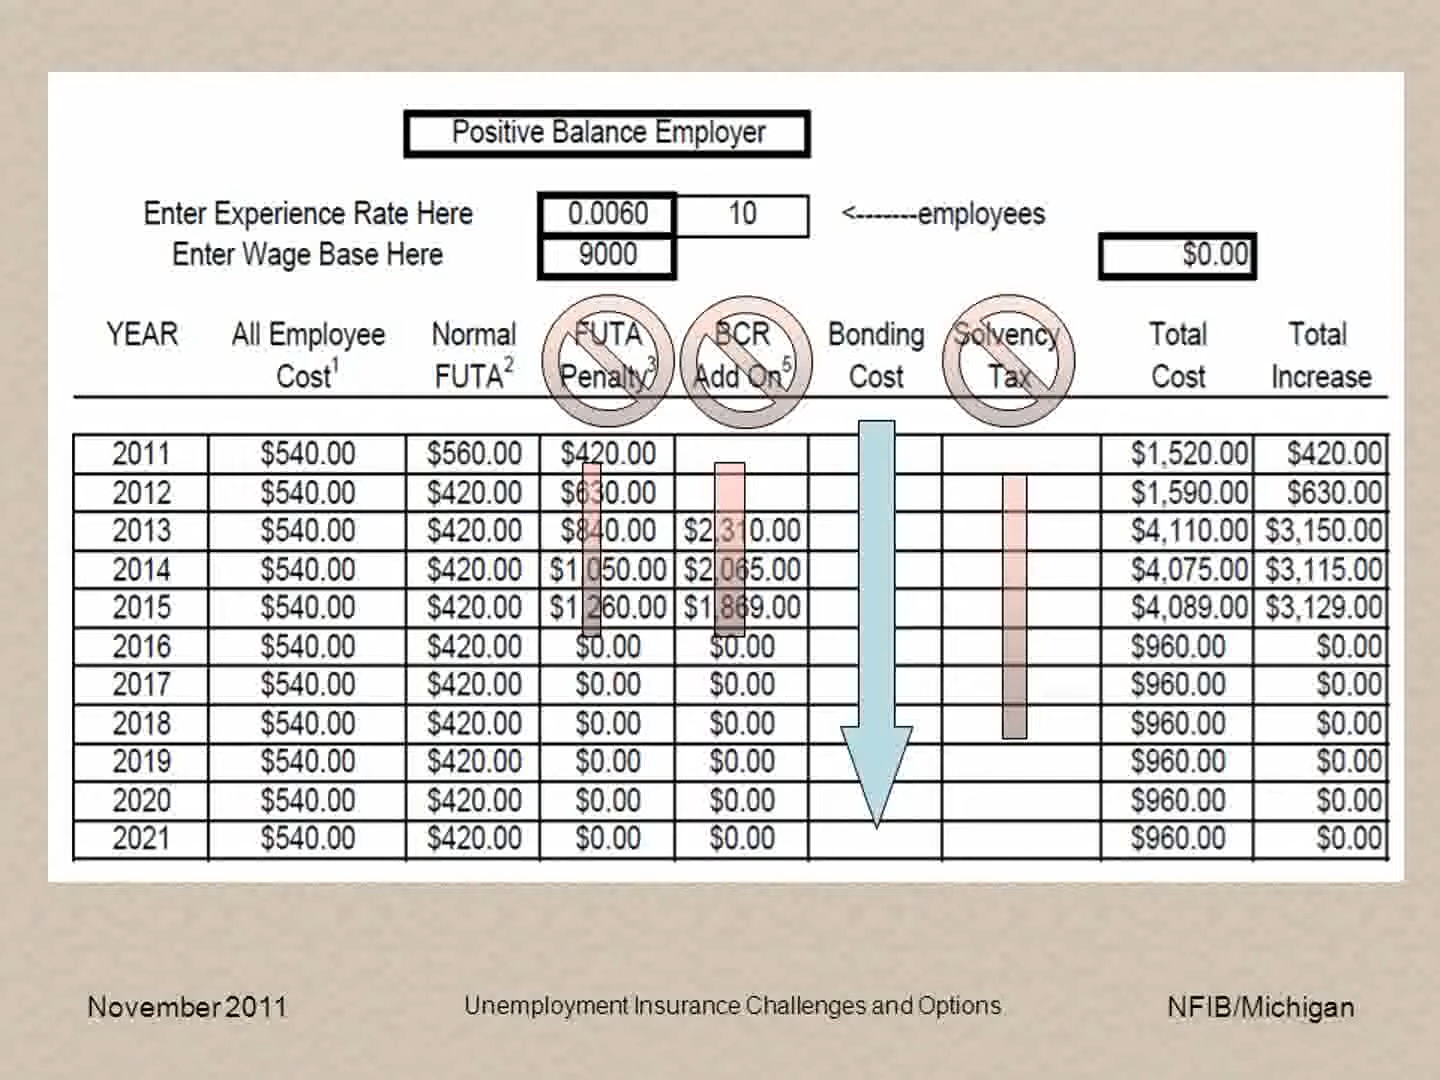 Positive Balance Employer
Enter Experience Rate Here 0.0060 10 <-------employees
Enter Wage Base Here 9000 $0.00
YEAR All Employee Normal FUTA BCR Bonding Solvency Total Total
Cost¹ FUTA² Penalty³ Add On⁵ Cost Tax Cost Increase
2011 $540.00 $560.00 $420.00 $1,520.00 $420.00
2012 $540.00 $420.00 $630.00 $1,590.00 $630.00
2013 $540.00 $420.00 $840.00 $2,310.00 $4,110.00 $3,150.00
2014 $540.00 $420.00 $1,050.00 $2,065.00 $4,075.00 $3,115.00
2015 $540.00 $420.00 $1,260.00 $1,869.00 $4,089.00 $3,129.00
2016 $540.00 $420.00 $0.00 $0.00 $960.00 $0.00
2017 $540.00 $420.00 $0.00 $0.00 $960.00 $0.00
2018 $540.00 $420.00 $0.00 $0.00 $960.00 $0.00
2019 $540.00 $420.00 $0.00 $0.00 $960.00 $0.00
2020 $540.00 $420.00 $0.00 $0.00 $960.00 $0.00
2021 $540.00 $420.00 $0.00 $0.00 $960.00 $0.00
November 2011 Unemployment Insurance Challenges and Options NFIB/Michigan